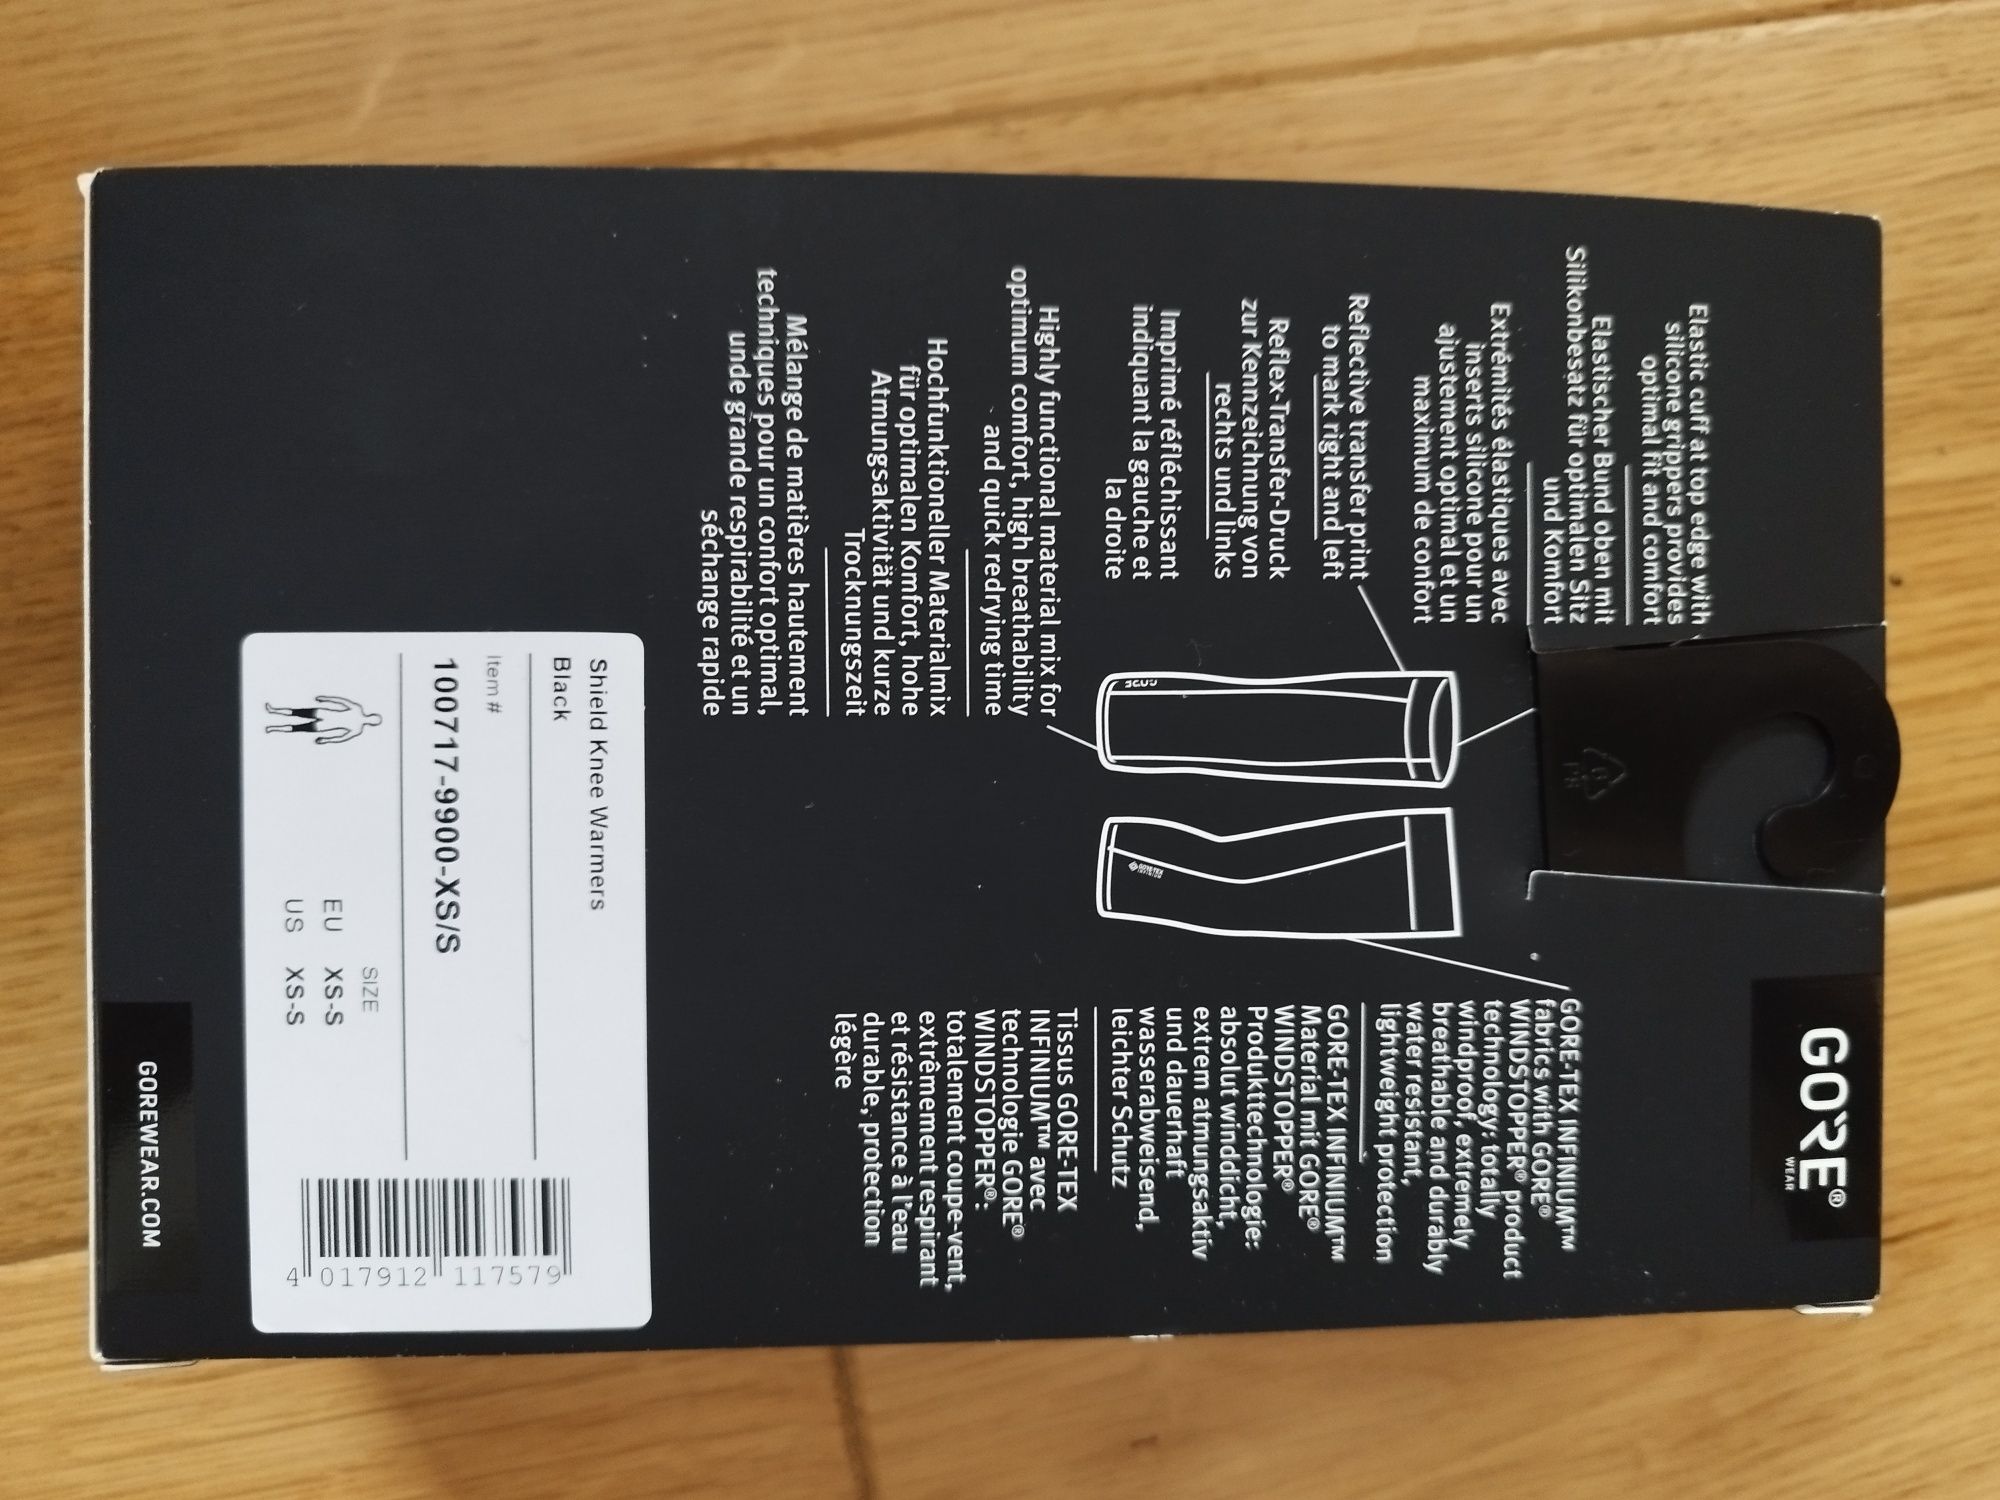 GORE®
WEAR
Elastic cuff at top edge with
silicone grippers provides
optimal fit and comfort
Elastischer Bund oben mit
Silikonbesatz für optimalen Sitz
und Komfort
Extrémités élastiques avec
inserts silicone pour un
ajustement optimal et un
maximum de confort
Reflective transfer print
to mark right and left
Reflex-Transfer-Druck
zur Kennzeichnung von
rechts und links
Imprimé réfléchissant
indiquant la gauche et
la droite
Highly functional material mix for
optimum comfort, high breathability
and quick redrying time
Hochfunktioneller Materialmix
für optimalen Komfort, hohe
Atmungsaktivität und kurze
Trocknungszeit
Mélange de matières hautement
techniques pour un confort optimal,
unde grande respirabilité et un
séchange rapide
GORE
GORE-TEX
INFINIUM
GORE-TEX INFINIUM™
fabrics with GORE®
WINDSTOPPER® product
technology: totally
windproof, extremely
breathable and durably
water resistant,
lightweight protection
GORE-TEX INFINIUM™
Material mit GORE®
WINDSTOPPER®
Produkttechnologie:
absolut winddicht,
extrem atmungsaktiv
und dauerhaft
wasserabweisend,
leichter Schutz
Tissus GORE-TEX
INFINIUM™ avec
technologie GORE®
WINDSTOPPER®:
totalement coupe-vent,
extrêmement respirant
et résistance à l'eau
durable, protection
légère
Shield Knee Warmers
Black
Item #
100717-9900-XS/S
SIZE
EU XS-S
US XS-S
4 017912 117579
GOREWEAR.COM